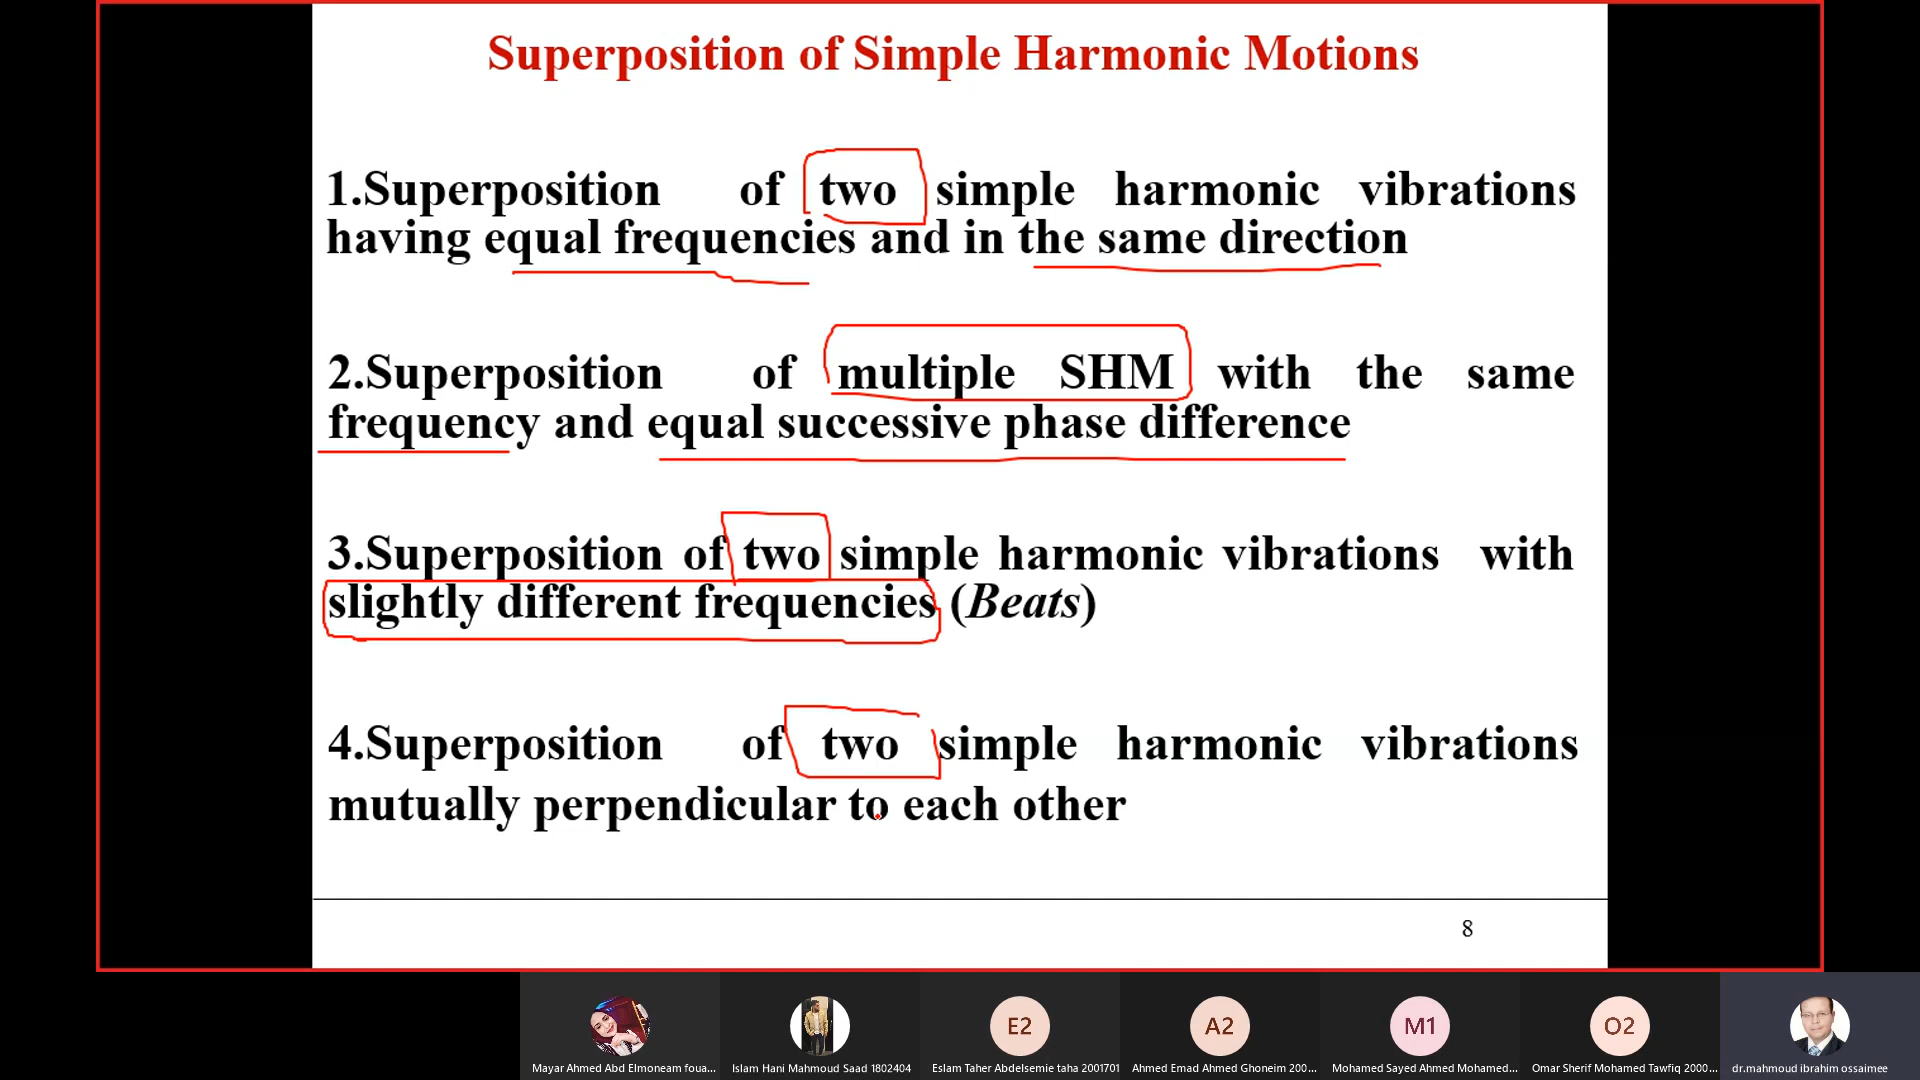 Superposition of Simple Harmonic Motions
1.Superposition of two simple harmonic vibrations
having equal frequencies and in the same direction
2.Superposition of multiple SHM with the same
frequency and equal successive phase difference
3.Superposition of two simple harmonic vibrations with
slightly different frequencies (Beats)
4.Superposition of two simple harmonic vibrations
mutually perpendicular to each other
8
E2
A2
M1
O2
Mayar Ahmed Abd Elmoneam foua...
Islam Hani Mahmoud Saad 1802404
Eslam Taher Abdelsemie taha 2001701
Ahmed Emad Ahmed Ghoneim 200...
Mohamed Sayed Ahmed Mohamed...
Omar Sherif Mohamed Tawfiq 2000...
dr.mahmoud ibrahim ossaimee